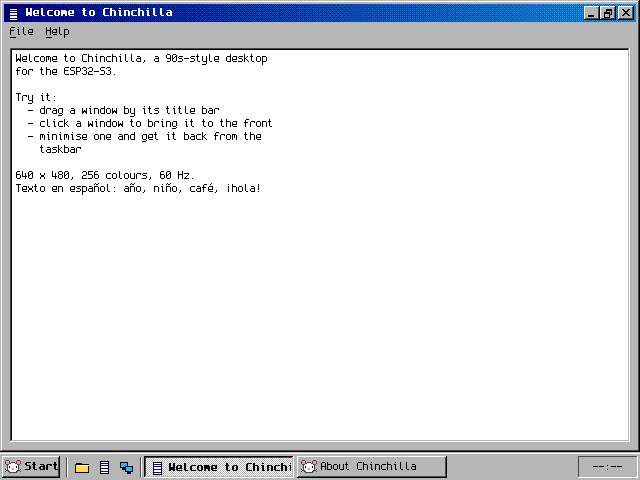 Welcome to Chinchilla
File Help
Welcome to Chinchilla, a 90s-style desktop
for the ESP32-S3.
Try it:
- drag a window by its title bar
- click a window to bring it to the front
- minimise one and get it back from the
taskbar
640 x 480, 256 colours, 60 Hz.
Texto en español: año, niño, café, ¡hola!
Start Welcome to Chinchi About Chinchilla --:--